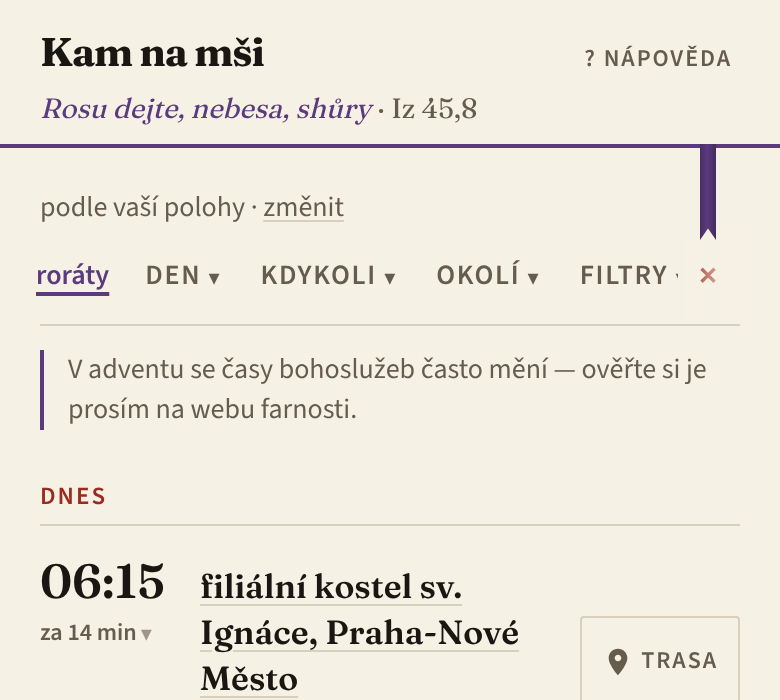 Kam na mši
? NÁPOVĚDA
Rosu dejte, nebesa, shůry · Iz 45,8
podle vaší polohy · změnit
roráty DEN ▾ KDYKOLI ▾ OKOLÍ ▾ FILTRY ✕
V adventu se časy bohoslužeb často mění — ověřte si je
prosím na webu farnosti.
DNES
06:15
za 14 min ▾
filiální kostel sv.
Ignáce, Praha-Nové
Město
TRASA